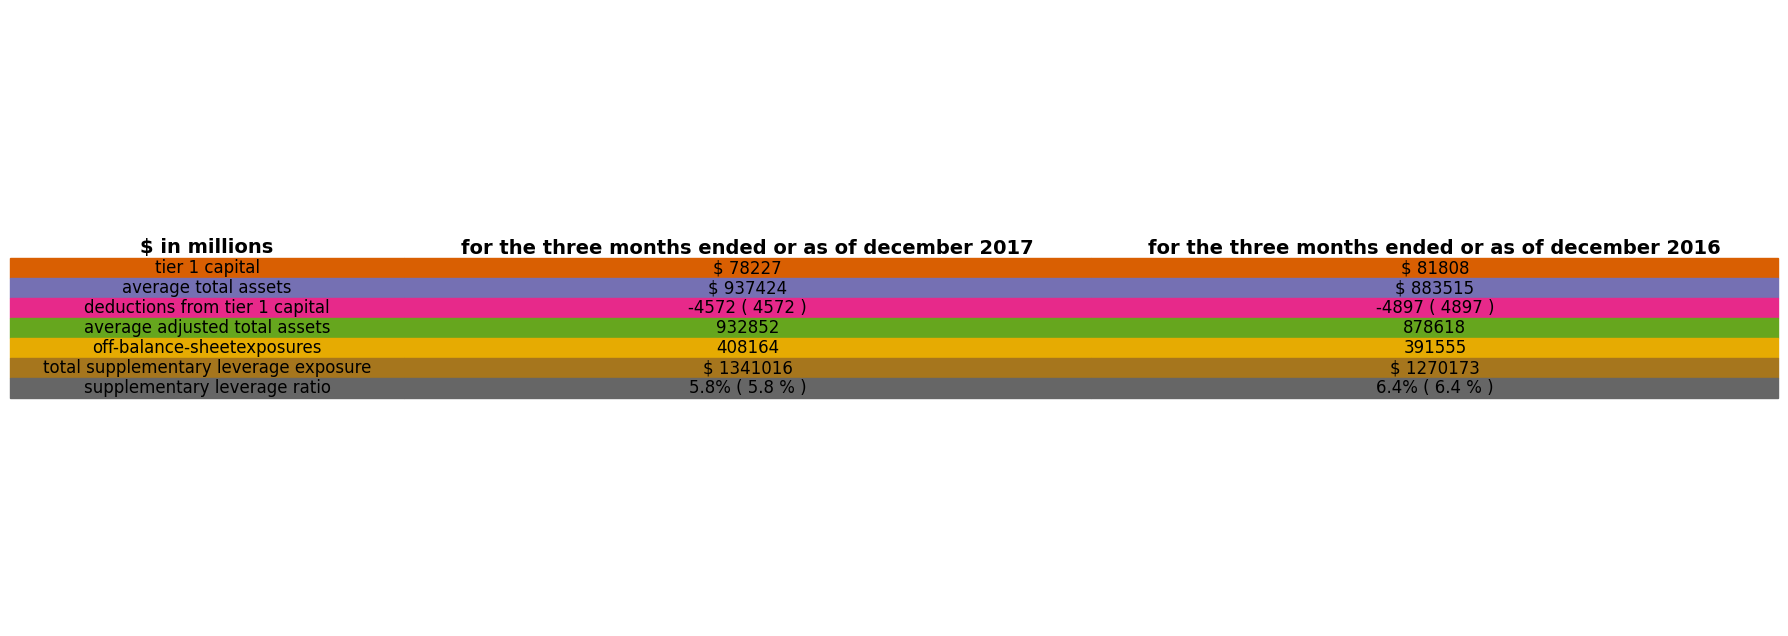 $ in millions for the three months ended or as of december 2017 for the three months ended or as of december 2016
tier 1 capital $ 78227 $ 81808
average total assets $ 937424 $ 883515
deductions from tier 1 capital -4572 ( 4572 ) -4897 ( 4897 )
average adjusted total assets 932852 878618
off-balance-sheetexposures 408164 391555
total supplementary leverage exposure $ 1341016 $ 1270173
supplementary leverage ratio 5.8% ( 5.8 % ) 6.4% ( 6.4 % )